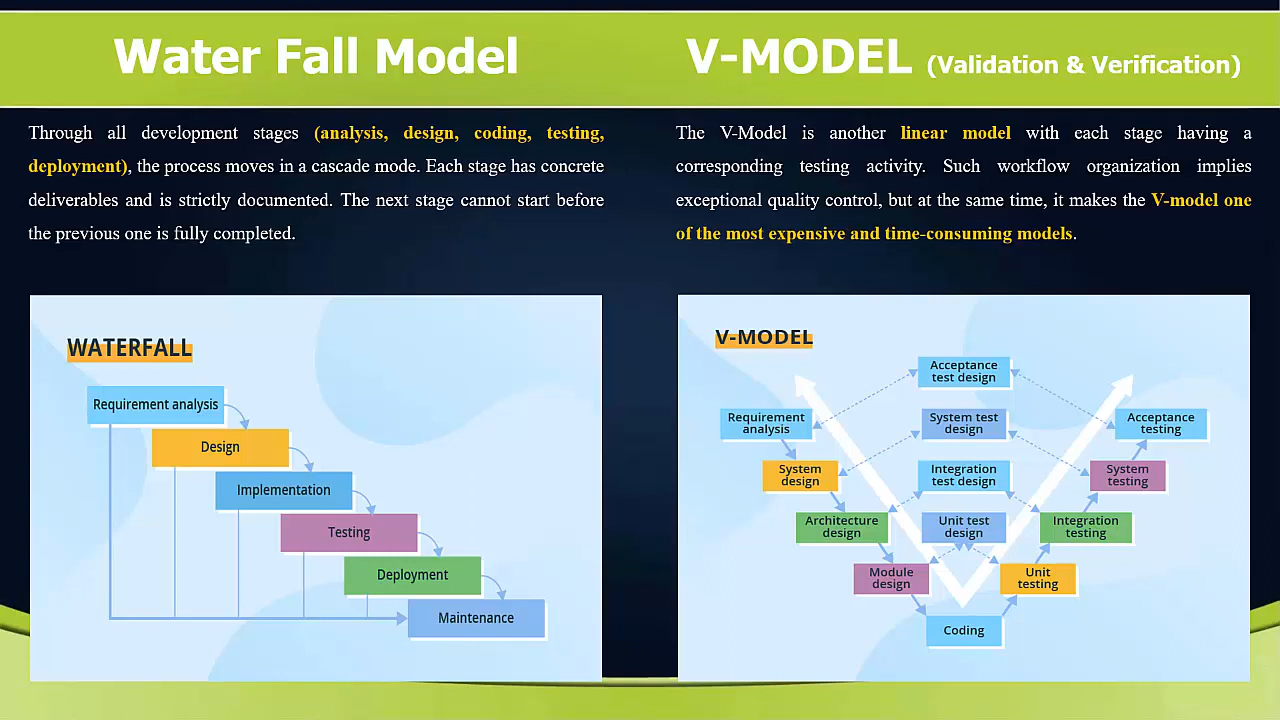 Water Fall Model
Through all development stages (analysis, design, coding, testing,
deployment), the process moves in a cascade mode. Each stage has concrete
deliverables and is strictly documented. The next stage cannot start before
the previous one is fully completed.
WATERFALL
Requirement analysis
Design
Implementation
Testing
Deployment
Maintenance
V-MODEL (Validation & Verification)
The V-Model is another linear model with each stage having a
corresponding testing activity. Such workflow organization implies
exceptional quality control, but at the same time, it makes the V-model one
of the most expensive and time-consuming models.
V-MODEL
Acceptance
test design
Requirement
analysis
System test
design
Acceptance
testing
System
design
Integration
test design
System
testing
Architecture
design
Unit test
design
Integration
testing
Module
design
Unit
testing
Coding